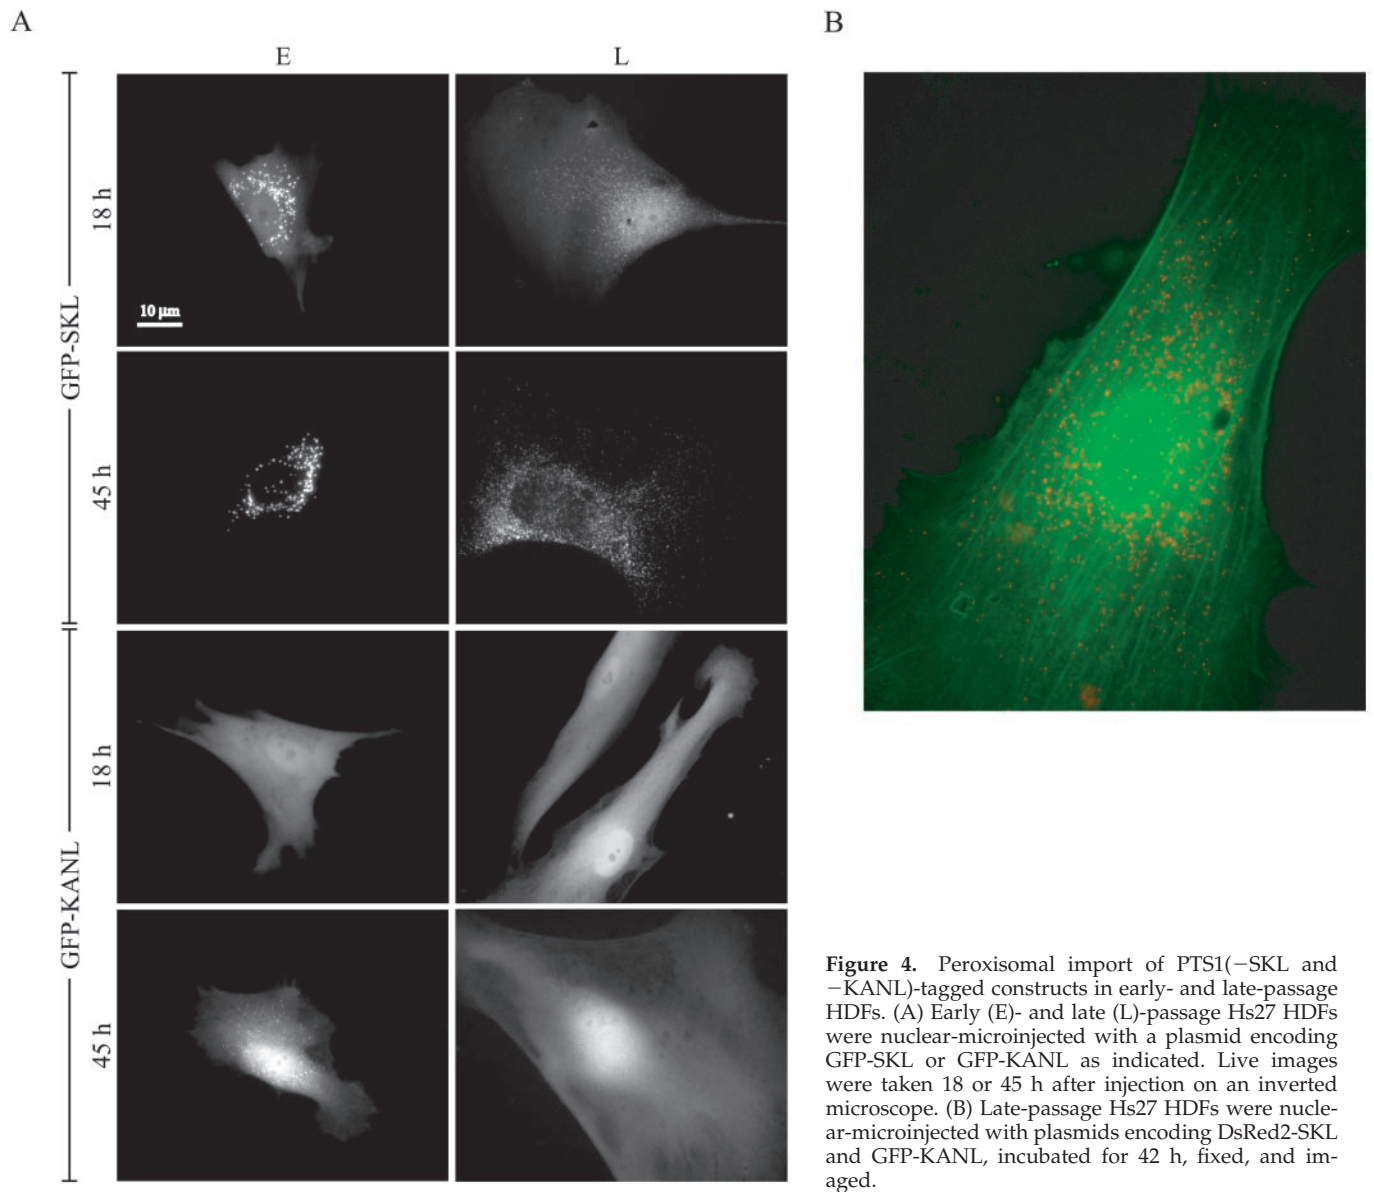 A
B
E
L
GFP-SKL
18 h
10 µm
45 h
GFP-KANL
18 h
45 h
Figure 4. Peroxisomal import of PTS1(−SKL and
−KANL)-tagged constructs in early- and late-passage
HDFs. (A) Early (E)- and late (L)-passage Hs27 HDFs
were nuclear-microinjected with a plasmid encoding
GFP-SKL or GFP-KANL as indicated. Live images
were taken 18 or 45 h after injection on an inverted
microscope. (B) Late-passage Hs27 HDFs were nucle-
ar-microinjected with plasmids encoding DsRed2-SKL
and GFP-KANL, incubated for 42 h, fixed, and im-
aged.